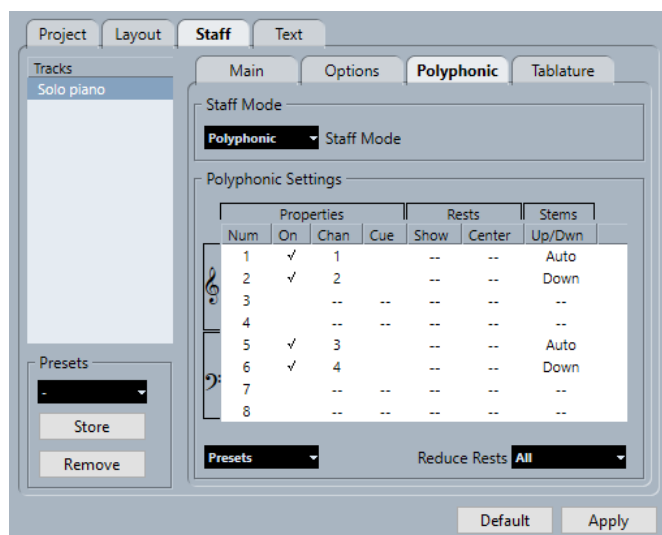 Project Layout Staff Text
Tracks
Solo piano
Main Options Polyphonic Tablature
Staff Mode
Polyphonic Staff Mode
Polyphonic Settings
Properties Rests Stems
Num On Chan Cue Show Center Up/Dwn
1 √ 1 -- -- Auto
2 √ 2 -- -- Down
3 -- -- -- -- --
4 -- -- -- -- --
5 √ 3 -- -- Auto
6 √ 4 -- -- Down
7 -- -- -- -- --
8 -- -- -- -- --
Presets
-
Store
Remove
Presets Reduce Rests All
Default Apply